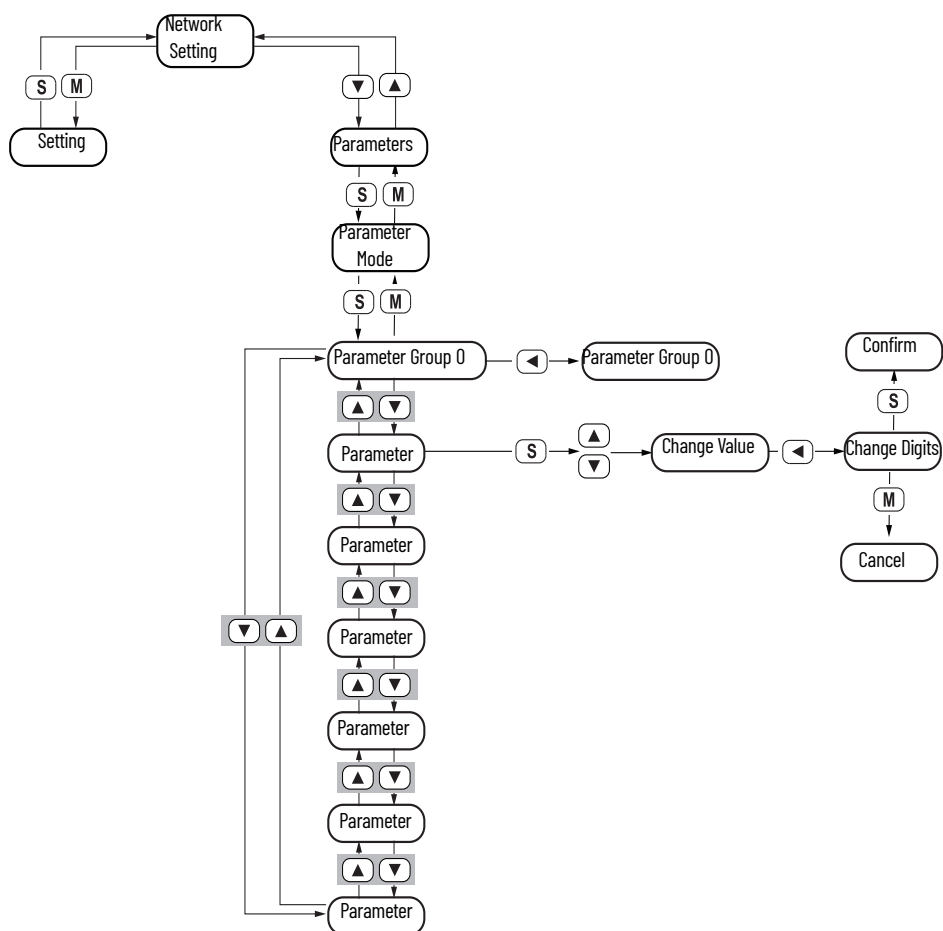 Network
Setting
S M
▼ ▲
Setting
Parameters
S M
Parameter
Mode
S M
Parameter Group 0
◀
Parameter Group 0
Confirm
▲ ▼
S
Parameter
S
▲
▼
Change Value
◀
Change Digits
▲ ▼
M
Parameter
Cancel
▲ ▼
▼ ▲
Parameter
▲ ▼
Parameter
▲ ▼
Parameter
▲ ▼
Parameter